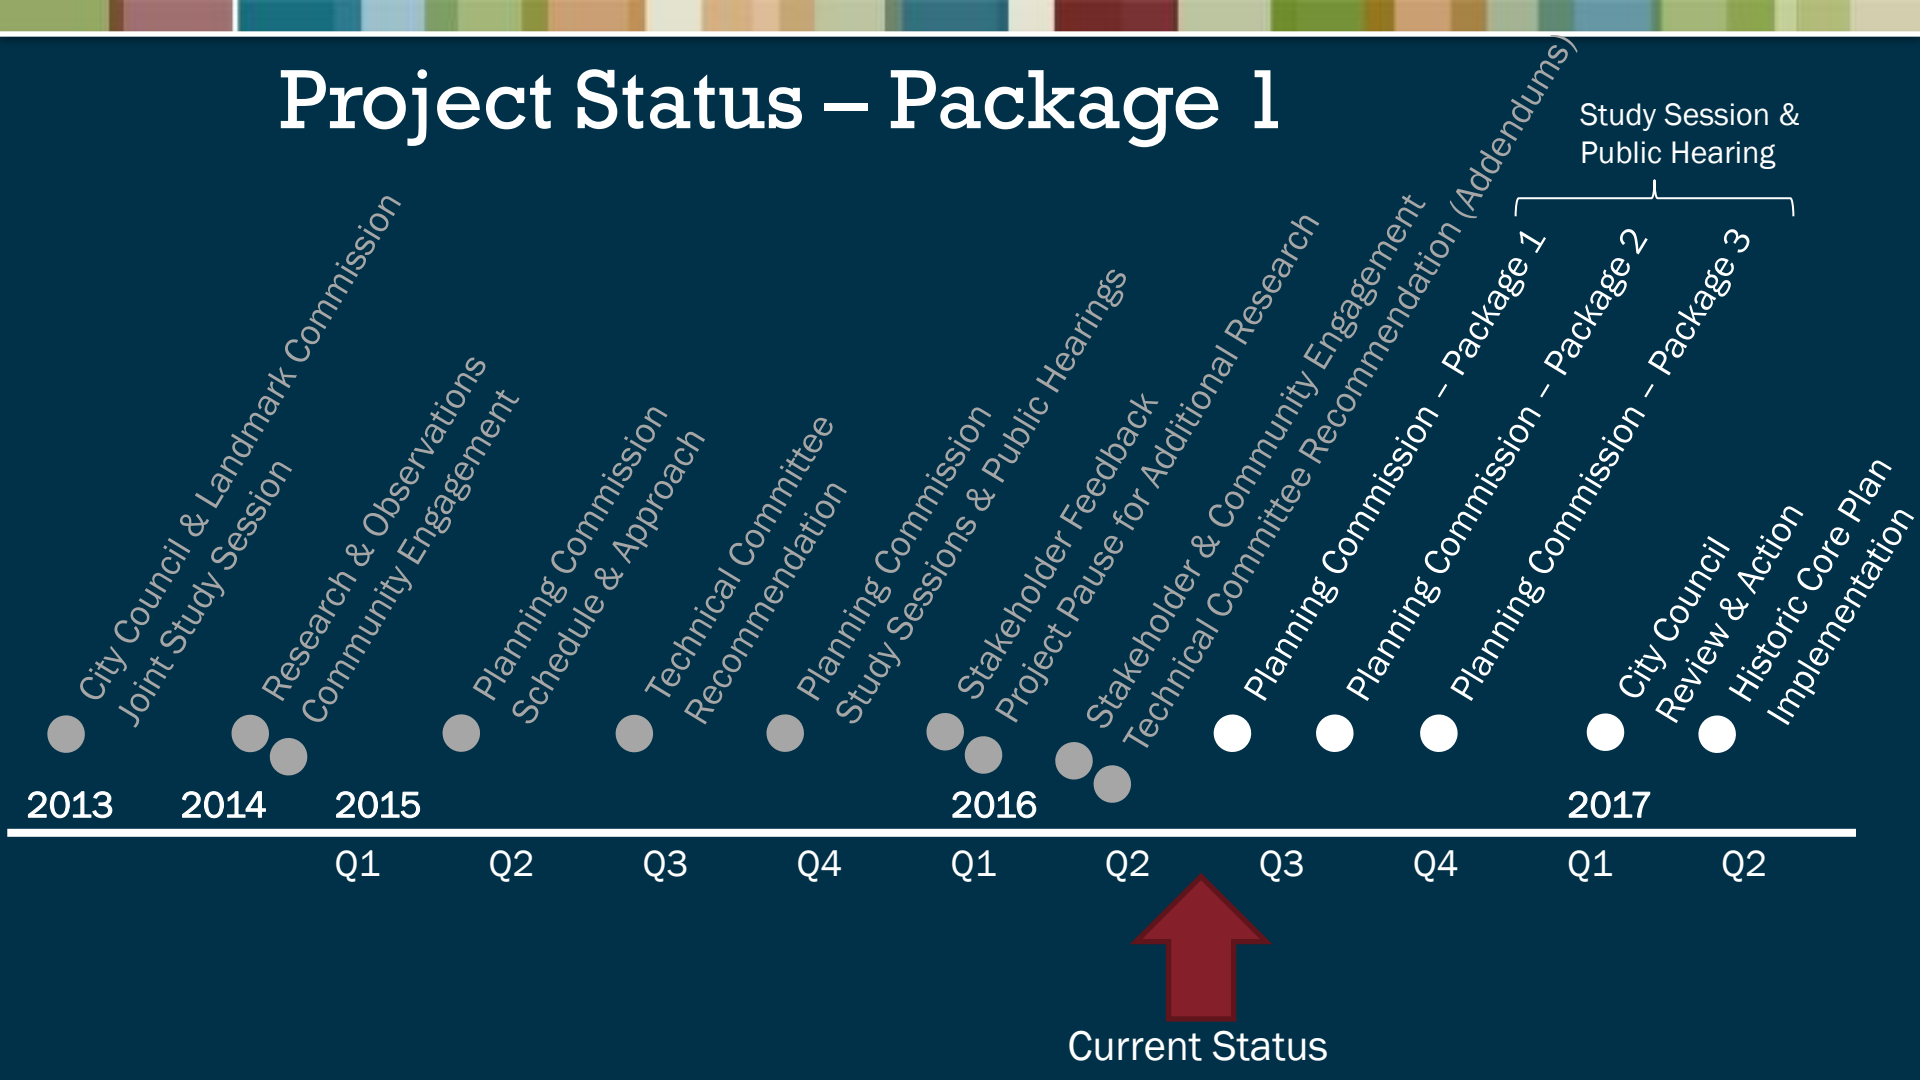 Project Status – Package 1
Study Session &
Public Hearing
City Council & Landmark Commission
Joint Study Session
Research & Observations
Community Engagement
Planning Commission
Schedule & Approach
Technical Committee
Recommendation
Planning Commission
Study Sessions & Public Hearings
Stakeholder Feedback
Project Pause for Additional Research
Stakeholder & Community Engagement
Technical Committee Recommendation (Addendums)
Planning Commission – Package 1
Planning Commission – Package 2
Planning Commission – Package 3
City Council
Review & Action
Historic Core Plan
Implementation
2013 2014 2015 2016 2017
Q1 Q2 Q3 Q4 Q1 Q2 Q3 Q4 Q1 Q2
Current Status